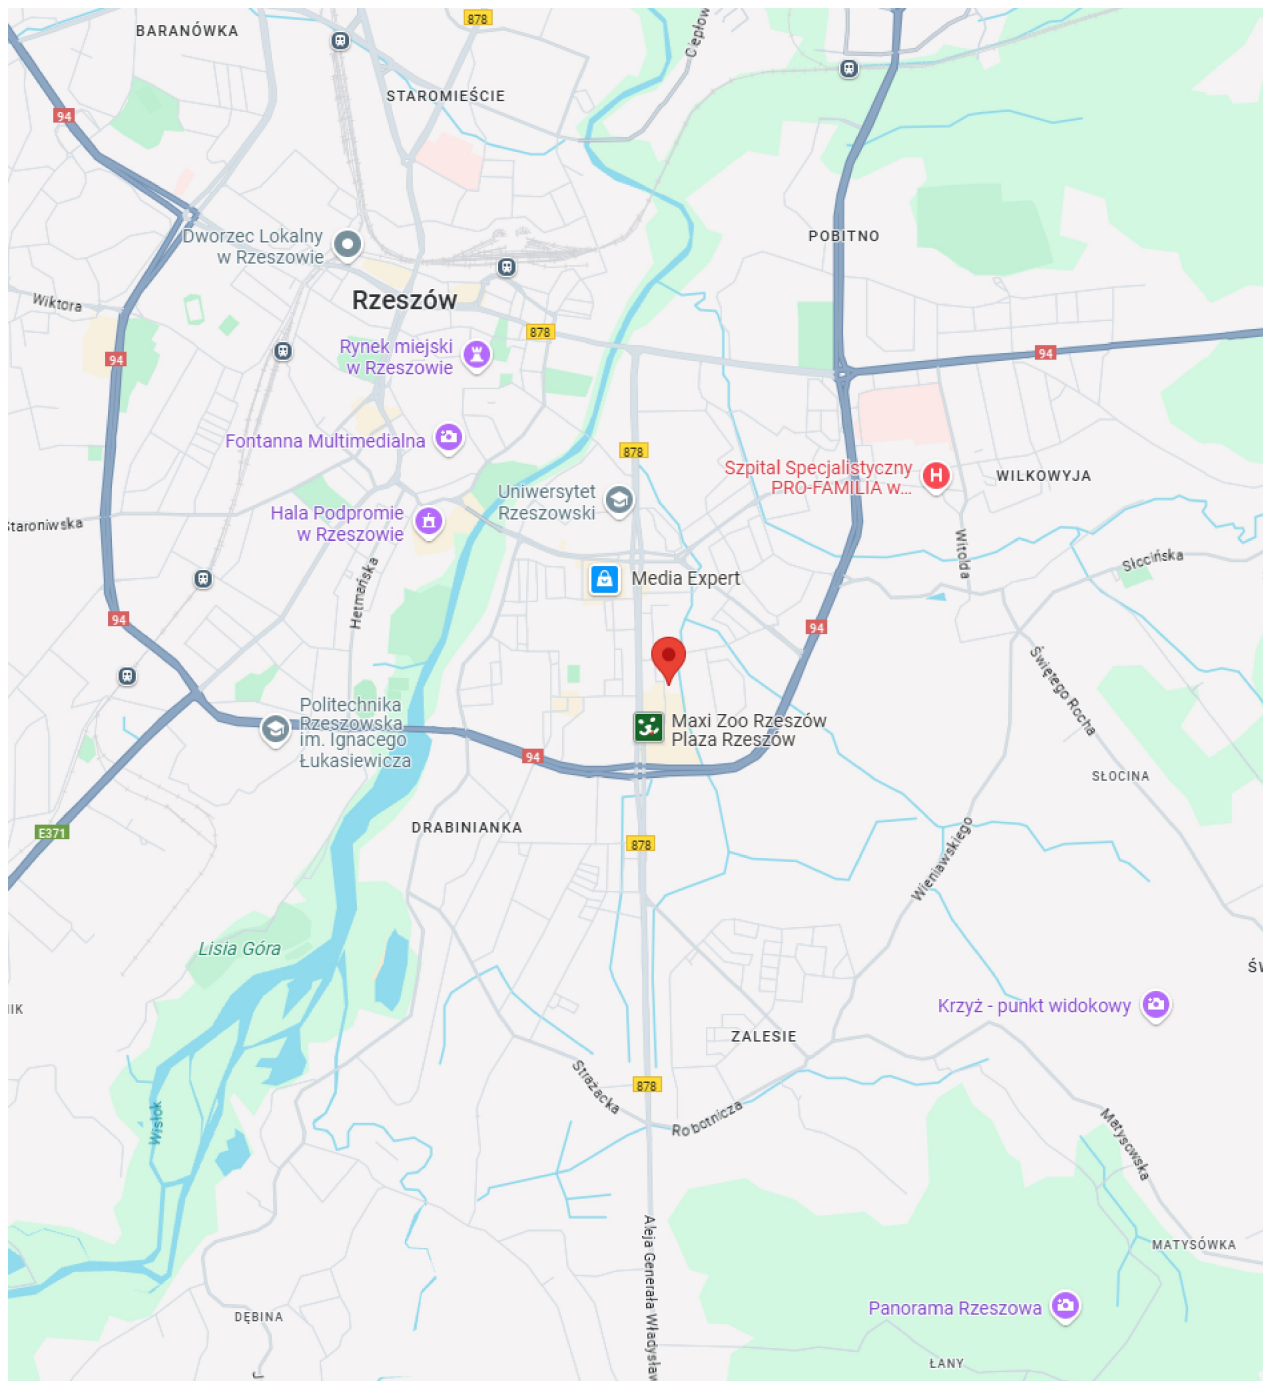 878
BARANÓWKA
Ciepłow
STAROMIEŚCIE
94
POBITNO
Dworzec Lokalny
w Rzeszowie
Rzeszów
Wiktora
878
94
94
Rynek miejski
w Rzeszowie
Fontanna Multimedialna
878
Szpital Specjalistyczny
PRO-FAMILIA w...
WILKOWYJA
Uniwersytet
Rzeszowski
Hala Podpromie
w Rzeszowie
Staroniwska
Witolda
Słocińska
Hetmańska
Media Expert
94
94
Świętego Rocha
Politechnika
Rzeszowska
im. Ignacego
Łukasiewicza
Maxi Zoo Rzeszów
Plaza Rzeszów
94
SŁOCINA
E371
DRABINIANKA
878
Wieniawskiego
Lisia Góra
ŚW
NIK
Krzyż - punkt widokowy
ZALESIE
Strażacka
878
Robotnicza
Wisłok
Matysowska
Aleja Generała Władysław
MATYSÓWKA
Panorama Rzeszowa
DĘBINA
ŁANY